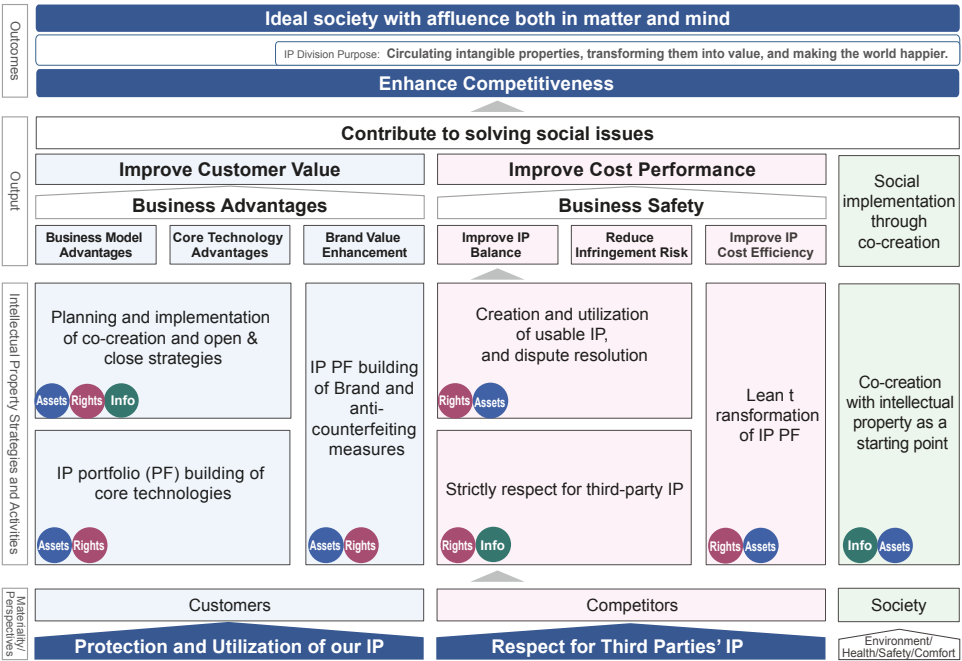 Outcomes
Ideal society with affluence both in matter and mind
IP Division Purpose: Circulating intangible properties, transforming them into value, and making the world happier.
Enhance Competitiveness
Output
Contribute to solving social issues
Improve Customer Value
Business Advantages
Business Model
Advantages
Core Technology
Advantages
Brand Value
Enhancement
Improve Cost Performance
Business Safety
Improve IP
Balance
Reduce
Infringement Risk
Improve IP
Cost Efficiency
Social
implementation
through
co-creation
Intellectual Property Strategies and Activities
Planning and implementation
of co-creation and open &
close strategies
Assets
Rights
Info
IP portfolio (PF) building of
core technologies
Assets
Rights
IP PF building
of Brand and
anti-
counterfeiting
measures
Assets
Rights
Creation and utilization
of usable IP,
and dispute resolution
Rights
Assets
Strictly respect for third-party IP
Rights
Info
Lean t
ransformation
of IP PF
Rights
Assets
Co-creation
with intellectual
property as a
starting point
Info
Assets
Materiality/
Perspectives
Customers
Protection and Utilization of our IP
Competitors
Respect for Third Parties' IP
Society
Environment/
Health/Safety/Comfort